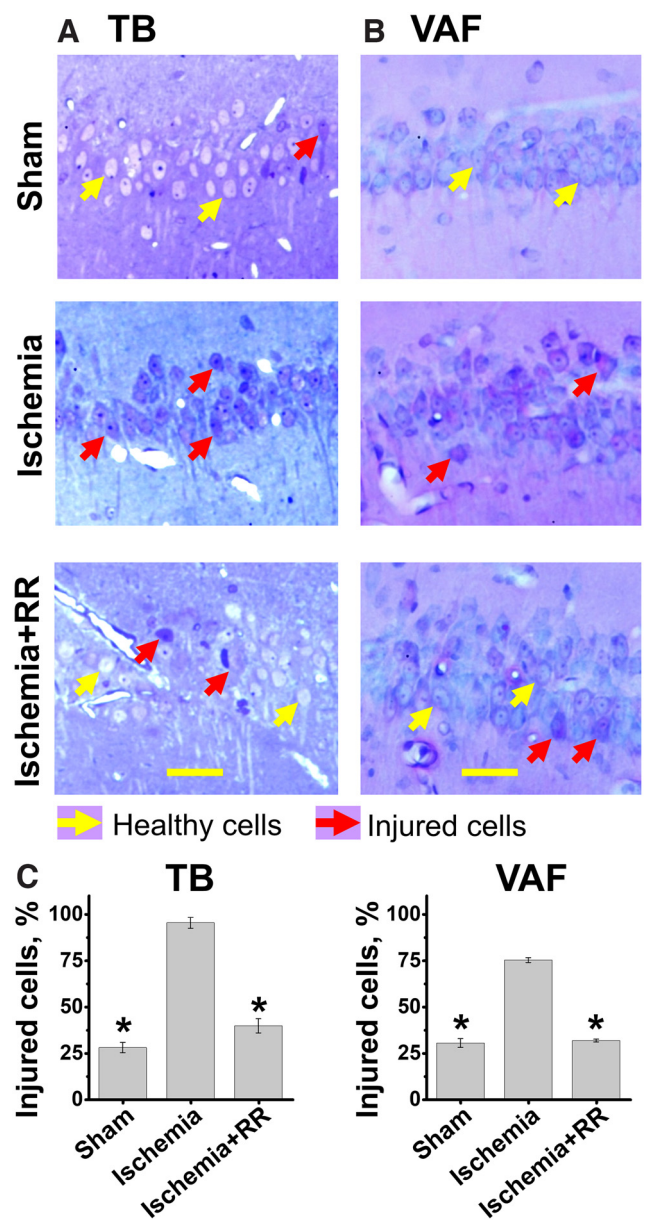 A TB
B VAF
Sham
Ischemia
Ischemia+RR
Healthy cells
Injured cells
C TB
Injured cells, %
100
75
50
25
0
*
*
Sham
Ischemia
Ischemia+RR
VAF
Injured cells, %
100
75
50
25
0
*
*
Sham
Ischemia
Ischemia+RR